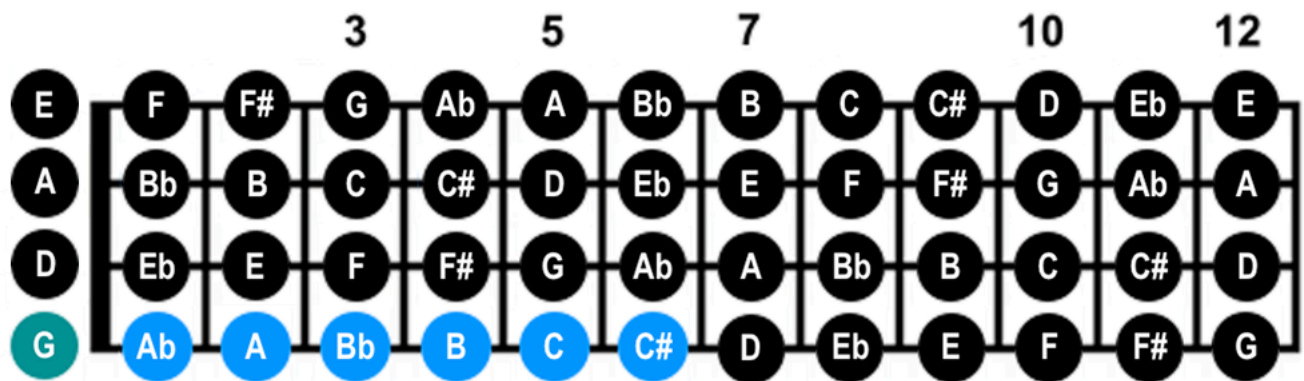 3 5 7 10 12
E F F# G Ab A Bb B C C# D Eb E
A Bb B C C# D Eb E F F# G Ab A
D Eb E F F# G Ab A Bb B C C# D
G Ab A Bb B C C# D Eb E F F# G